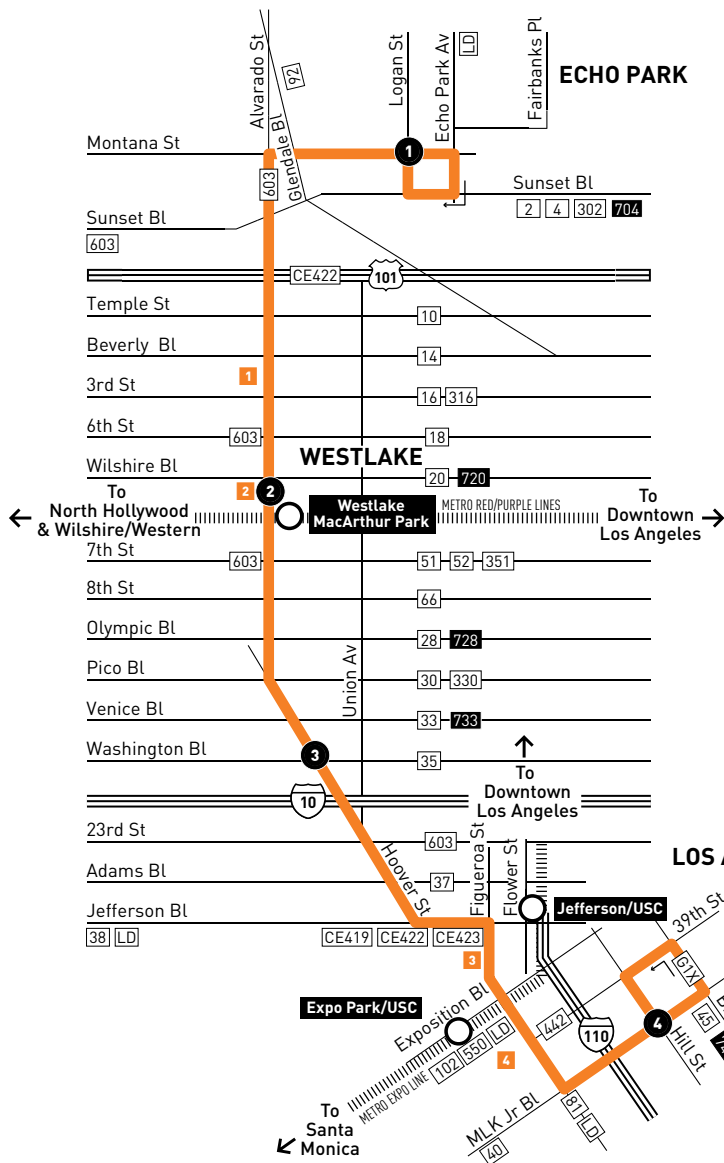 Alvarado St
92
Glendale Bl
Logan St
Echo Park Av
LD
Fairbanks Pl
ECHO PARK
Montana St
1
603
Sunset Bl
2 4 302 704
Sunset Bl
603
CE422
101
Temple St
10
Beverly Bl
14
1
3rd St
16 316
6th St
603
18
WESTLAKE
Wilshire Bl
20 720
2
2
To
North Hollywood
& Wilshire/Western
Westlake
MacArthur Park
METRO RED/PURPLE LINES
To
Downtown
Los Angeles
7th St
603
51 52 351
8th St
66
Olympic Bl
28 728
Union Av
Pico Bl
30 330
Venice Bl
33 733
Washington Bl
3
35
To
Downtown
Los Angeles
10
23rd St
603
Hoover St
Figueroa St
Flower St
LOS A
Adams Bl
37
Jefferson Bl
38 LD
CE419 CE422 CE423
Jefferson/USC
39th St
3
G1X
Expo Park/USC
Exposition Bl
METRO EXPO LINE
102 550 LD
442
4
110
4
45
Hill St
MLK Jr Bl
40
81 LD
To
Santa
Monica